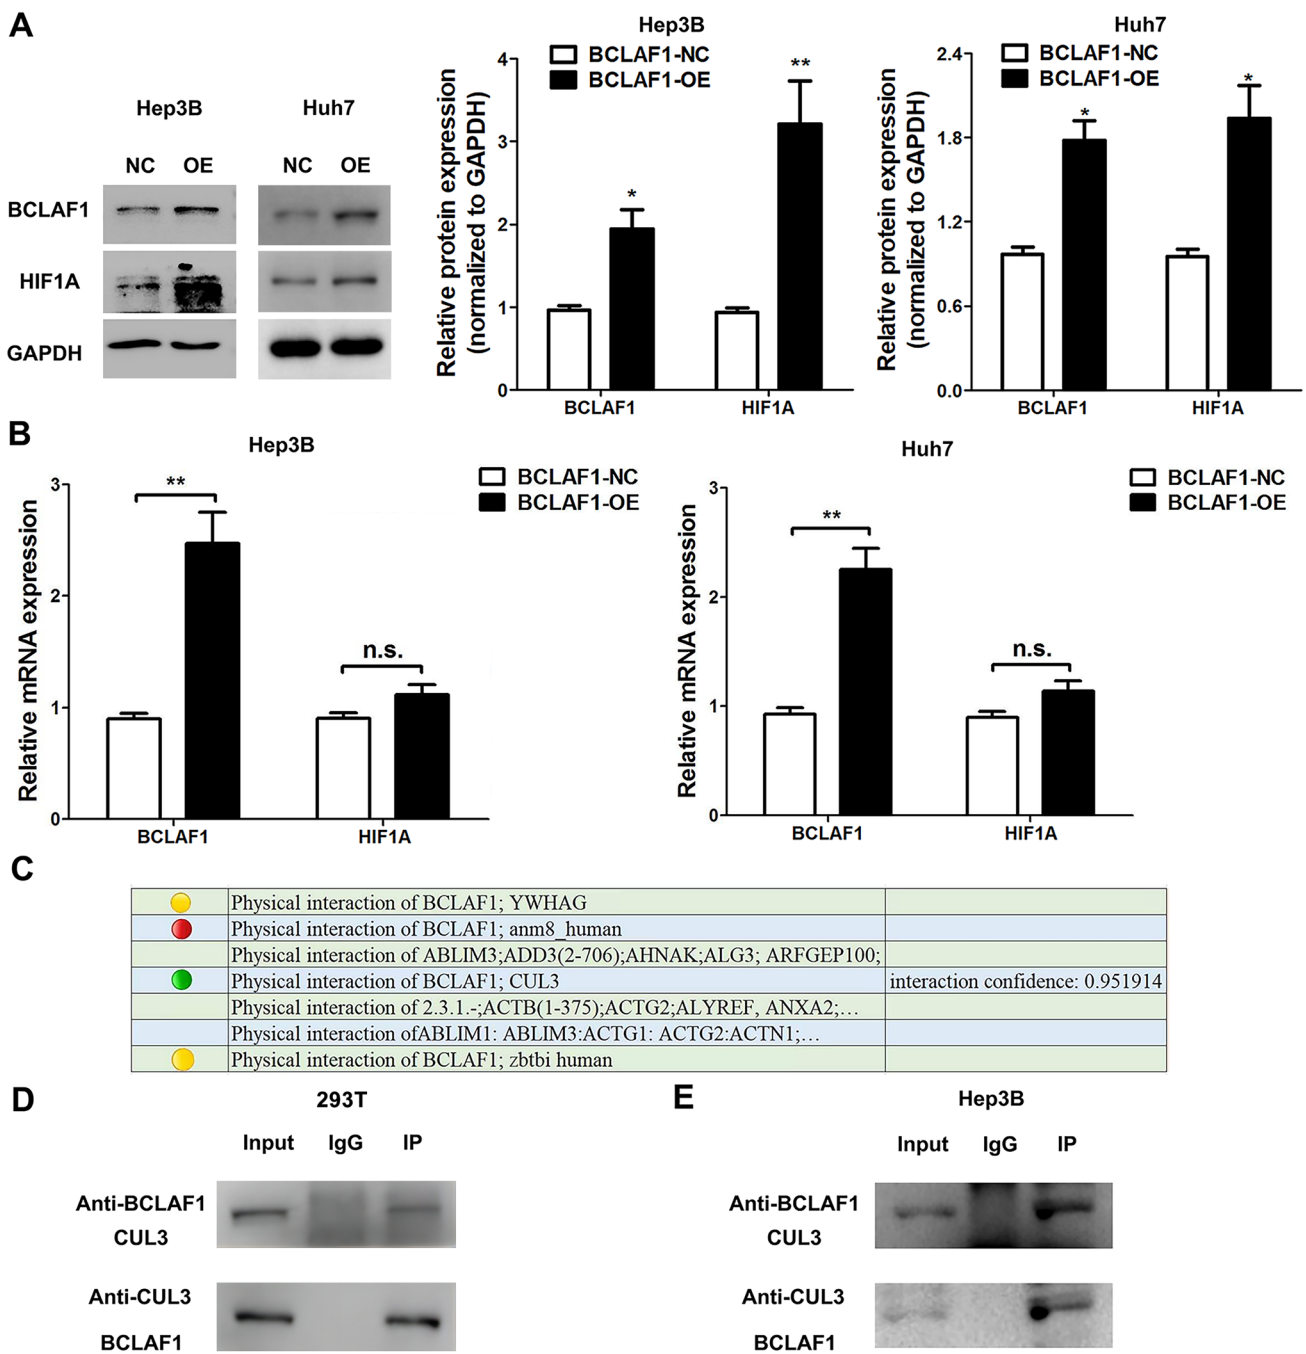 A
Hep3B
Huh7
NC OE
NC OE
BCLAF1
HIF1A
GAPDH
Hep3B
BCLAF1-NC
BCLAF1-OE
Relative protein expression
(normalized to GAPDH)
4
3
2
1
0
*
**
BCLAF1
HIF1A
Huh7
BCLAF1-NC
BCLAF1-OE
Relative protein expression
(normalized to GAPDH)
2.4
1.8
1.2
0.6
0.0
*
*
BCLAF1
HIF1A
B
Hep3B
BCLAF1-NC
BCLAF1-OE
Relative mRNA expression
3
2
1
0
**
n.s.
BCLAF1
HIF1A
Huh7
BCLAF1-NC
BCLAF1-OE
Relative mRNA expression
3
2
1
0
**
n.s.
BCLAF1
HIF1A
C
Physical interaction of BCLAF1; YWHAG
Physical interaction of BCLAF1; anm8_human
Physical interaction of ABLIM3;ADD3(2-706);AHNAK;ALG3; ARFGEP100;
Physical interaction of BCLAF1; CUL3 interaction confidence: 0.951914
Physical interaction of 2.3.1.-;ACTB(1-375);ACTG2;ALYREF, ANXA2;…
Physical interaction ofABLIM1: ABLIM3:ACTG1: ACTG2:ACTN1;…
Physical interaction of BCLAF1; zbtbi human
D
293T
Input IgG IP
Anti-BCLAF1
CUL3
Anti-CUL3
BCLAF1
E
Hep3B
Input IgG IP
Anti-BCLAF1
CUL3
Anti-CUL3
BCLAF1